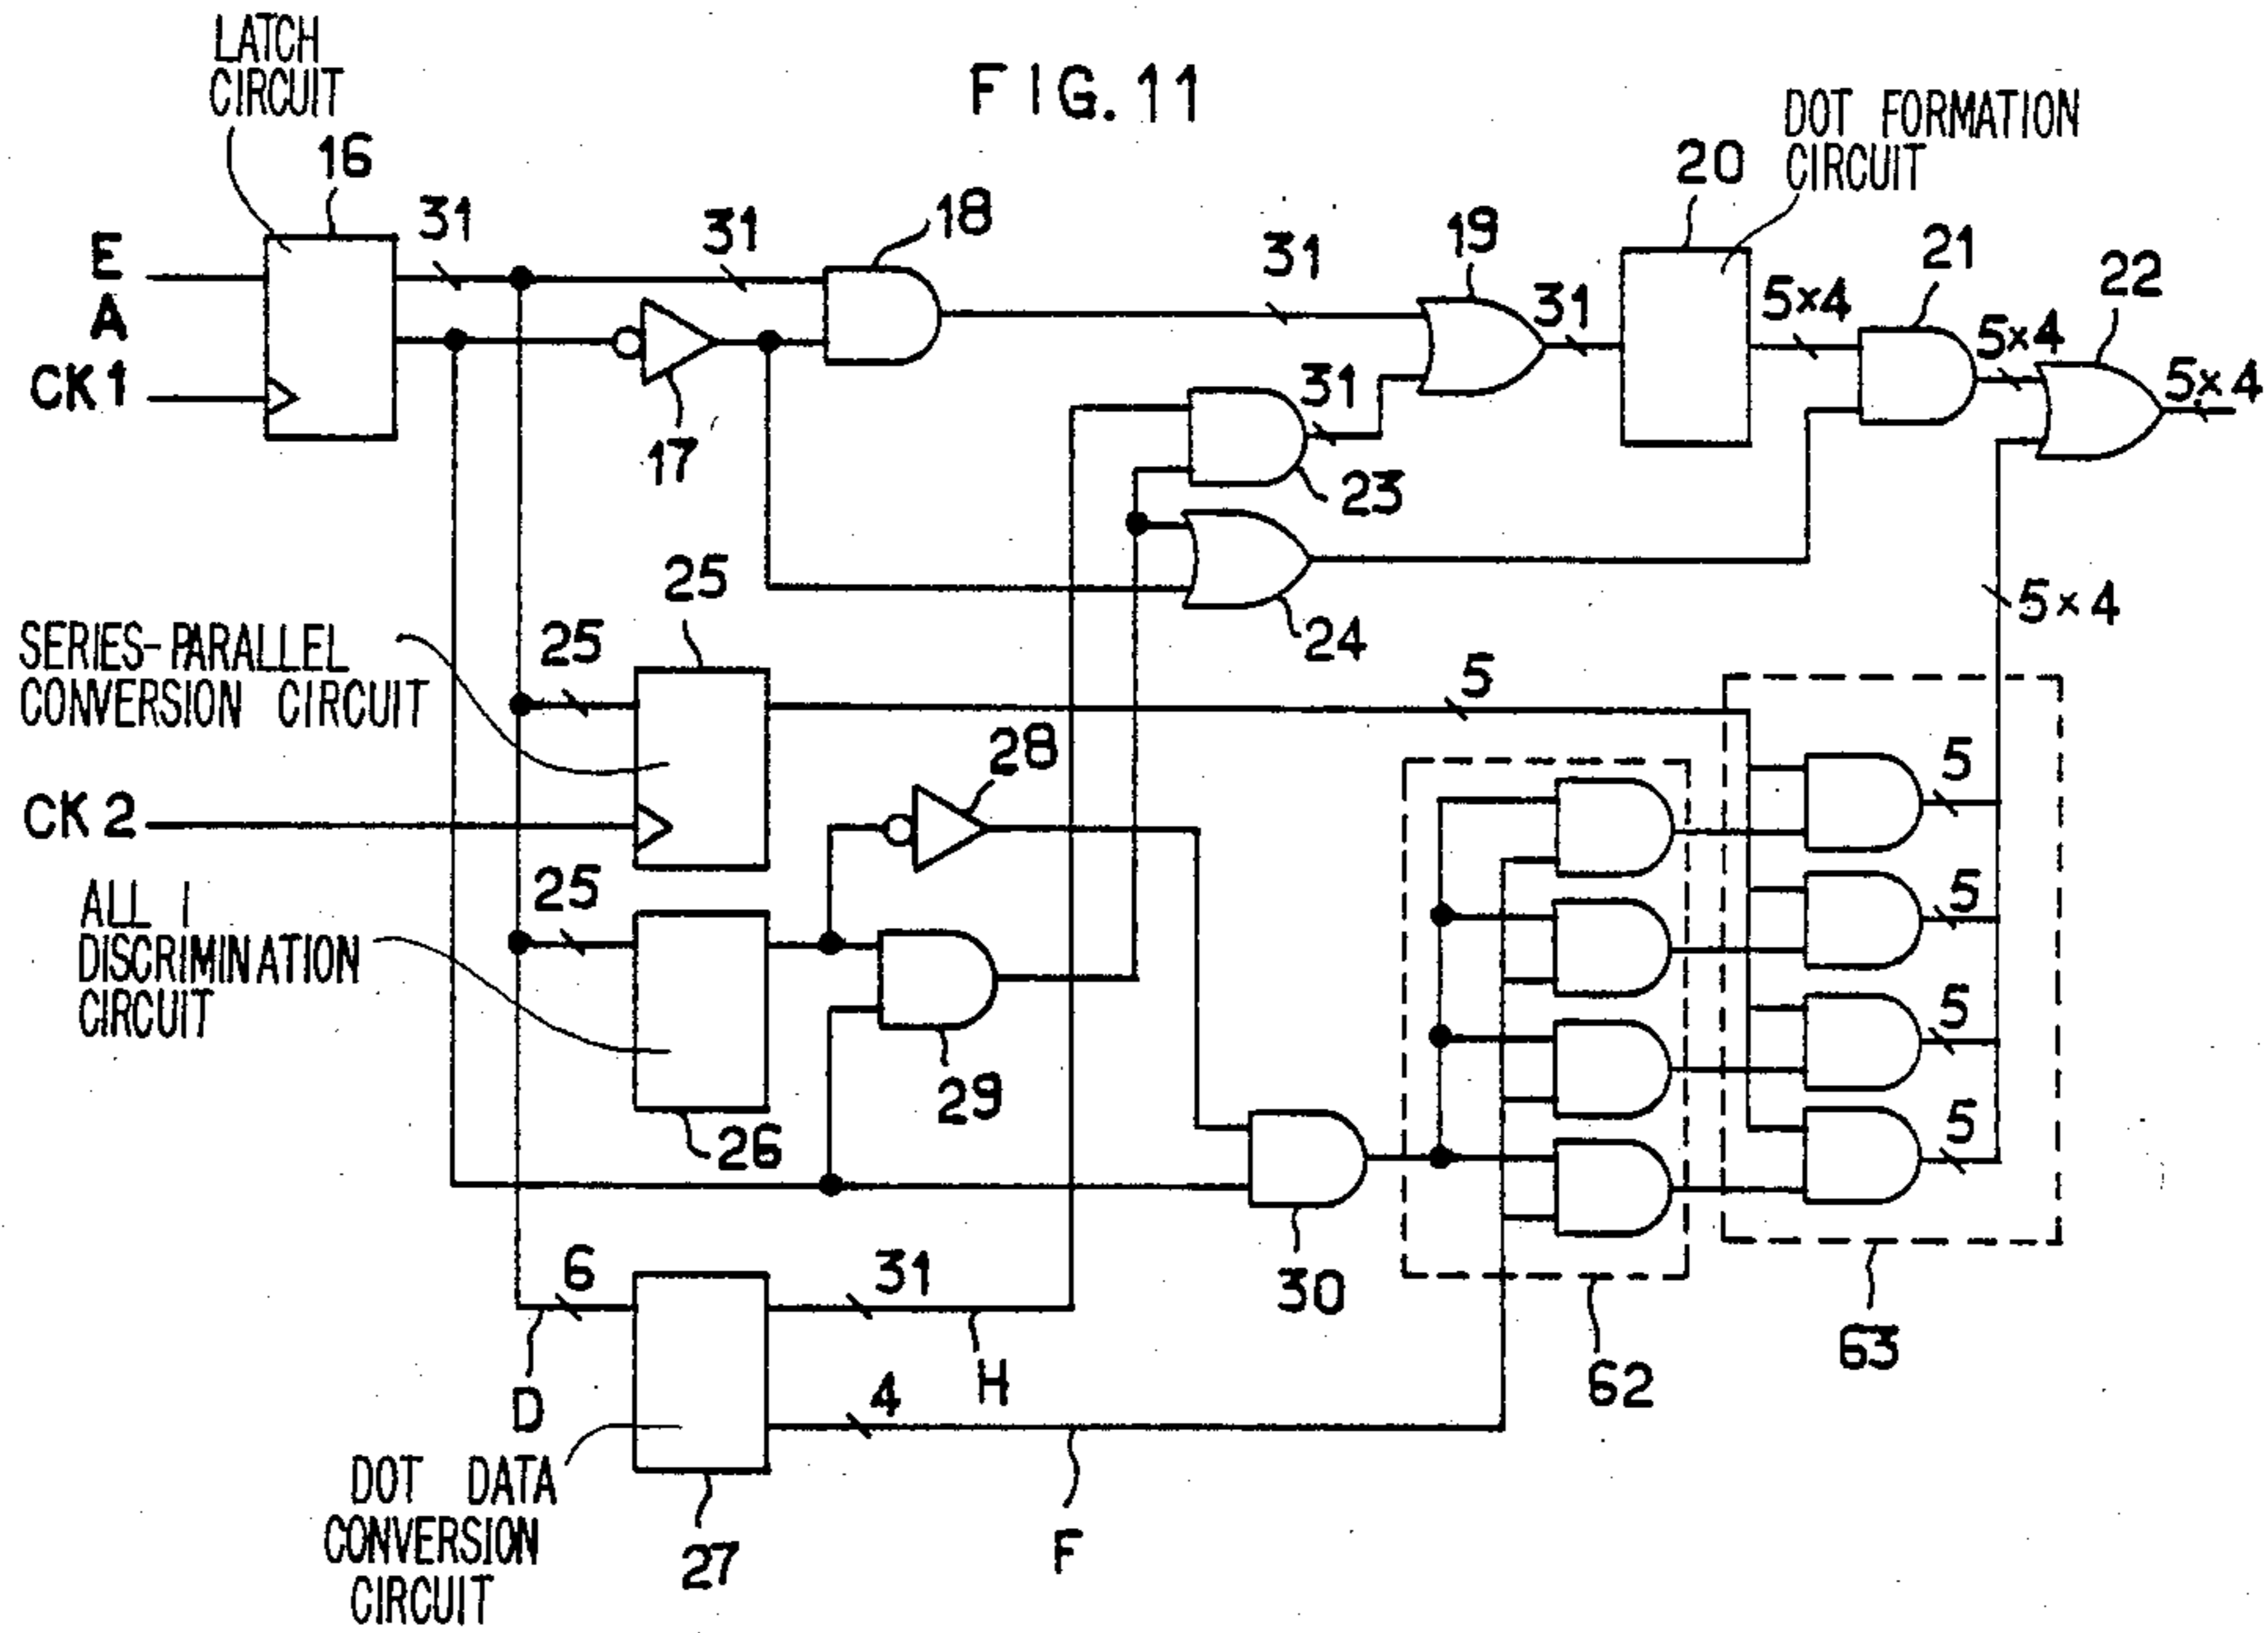 LATCH
CIRCUIT
FIG. 11
DOT FORMATION
CIRCUIT
16
20
31
31
18
31
19
21
22
E
A
CK1
31
5×4
5×4
5×4
17
31
23
24
5×4
25
SERIES-PARALLEL
CONVERSION CIRCUIT
25
5
28
5
CK2
25
ALL 1
DISCRIMINATION
CIRCUIT
5
5
29
26
5
30
6
31
D
H
4
62
63
DOT DATA
CONVERSION
CIRCUIT
27
F